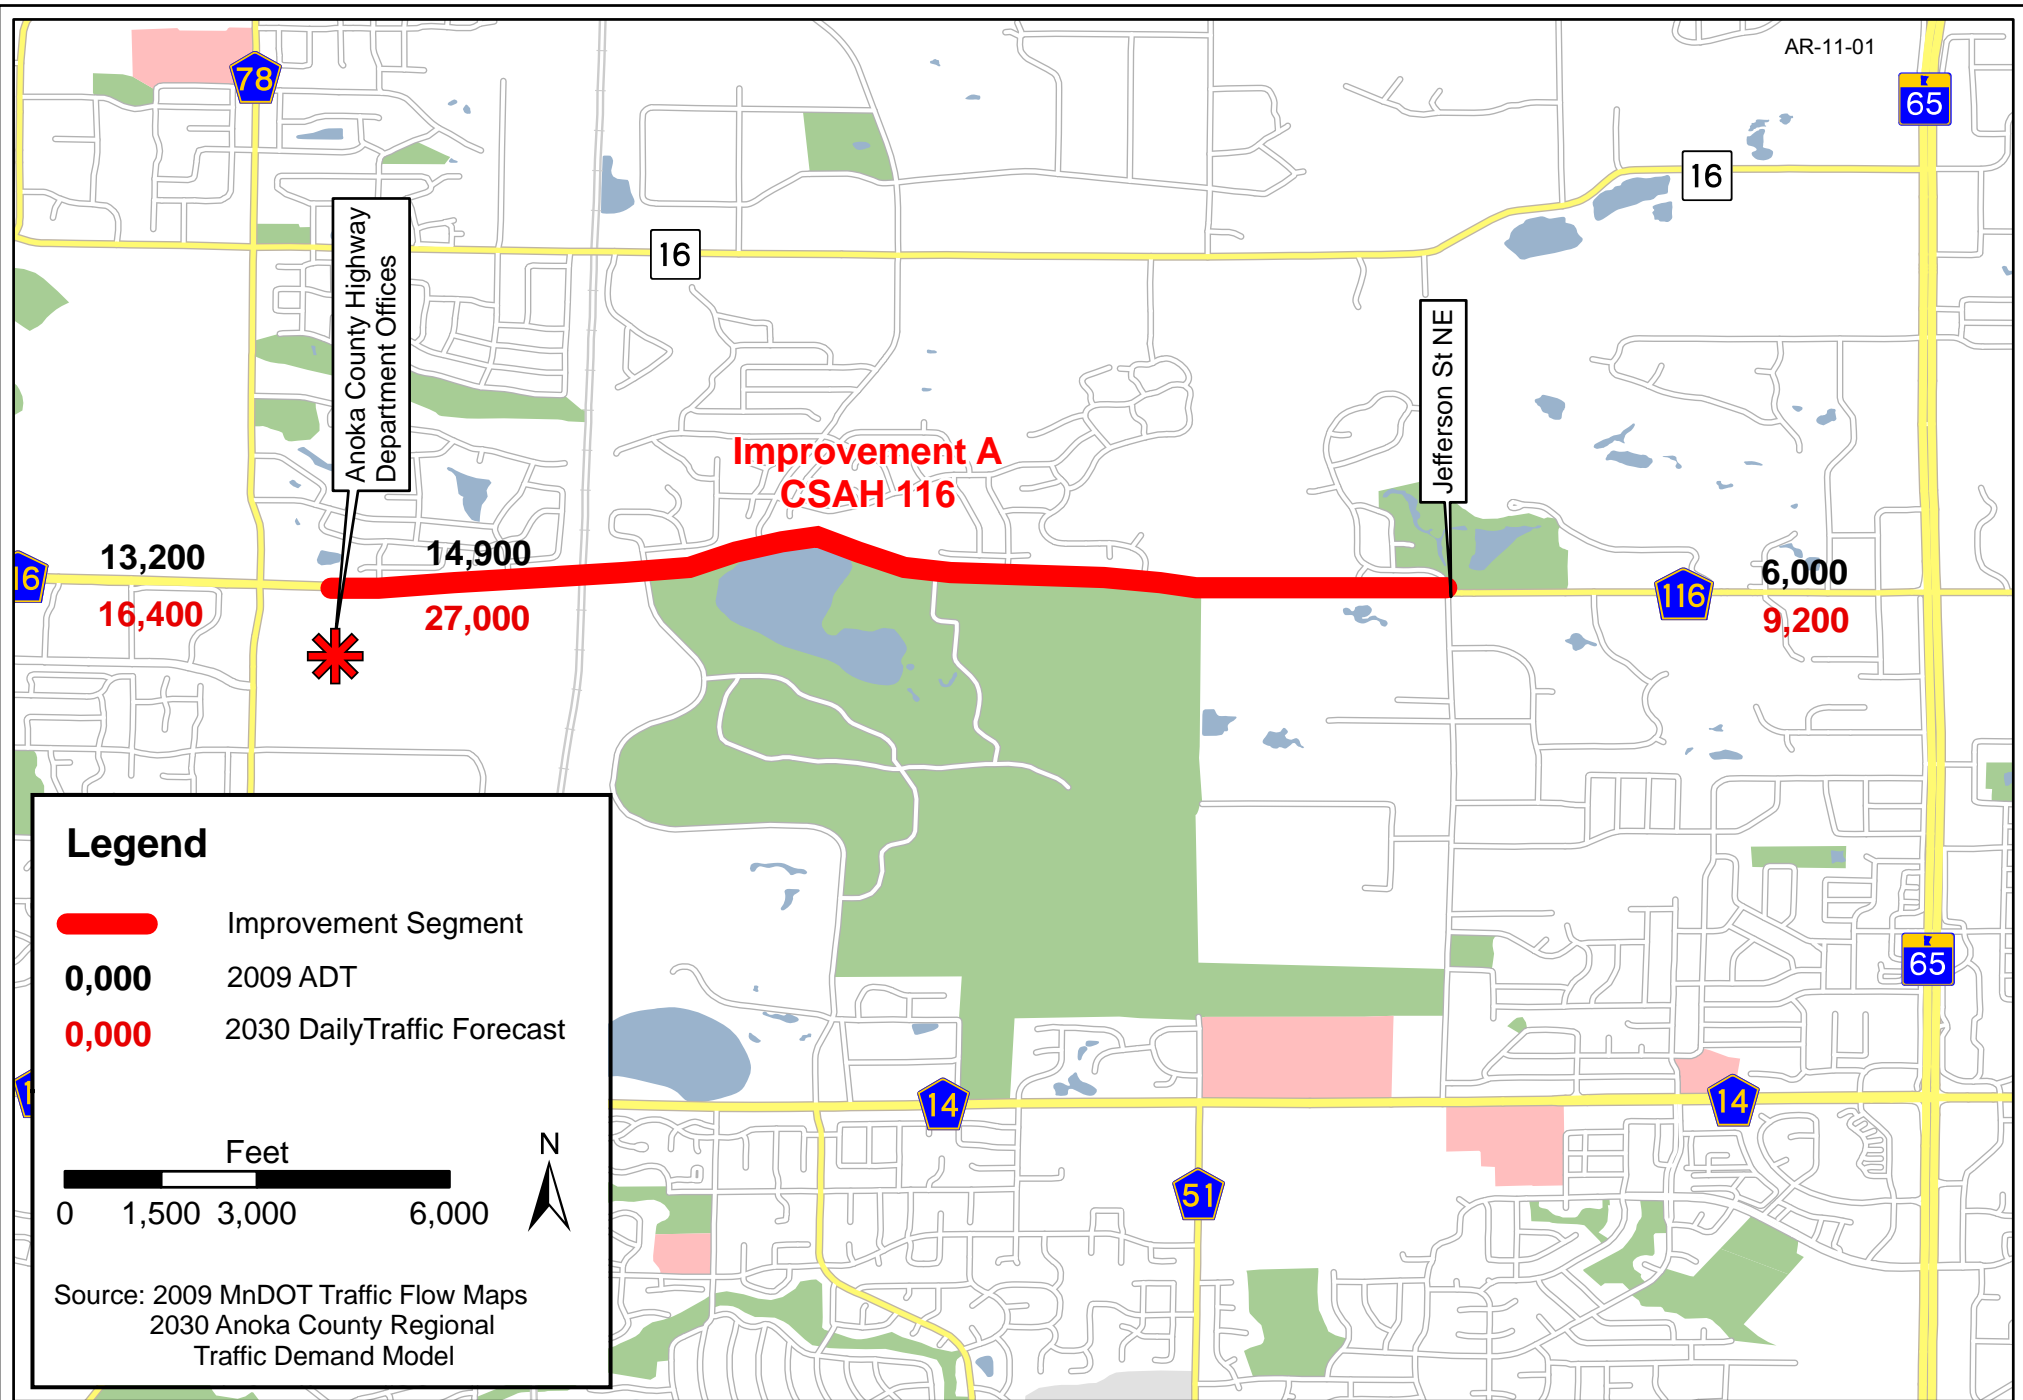 AR-11-01
78
65
16
16
Anoka County Highway
Department Offices
Jefferson St NE
Improvement A
CSAH 116
16
13,200
16,400
14,900
27,000
116
6,000
9,200
Legend
Improvement Segment
0,000 2009 ADT
0,000 2030 DailyTraffic Forecast
Feet
0 1,500 3,000 6,000
N
Source: 2009 MnDOT Traffic Flow Maps
2030 Anoka County Regional
Traffic Demand Model
65
1
14
14
51